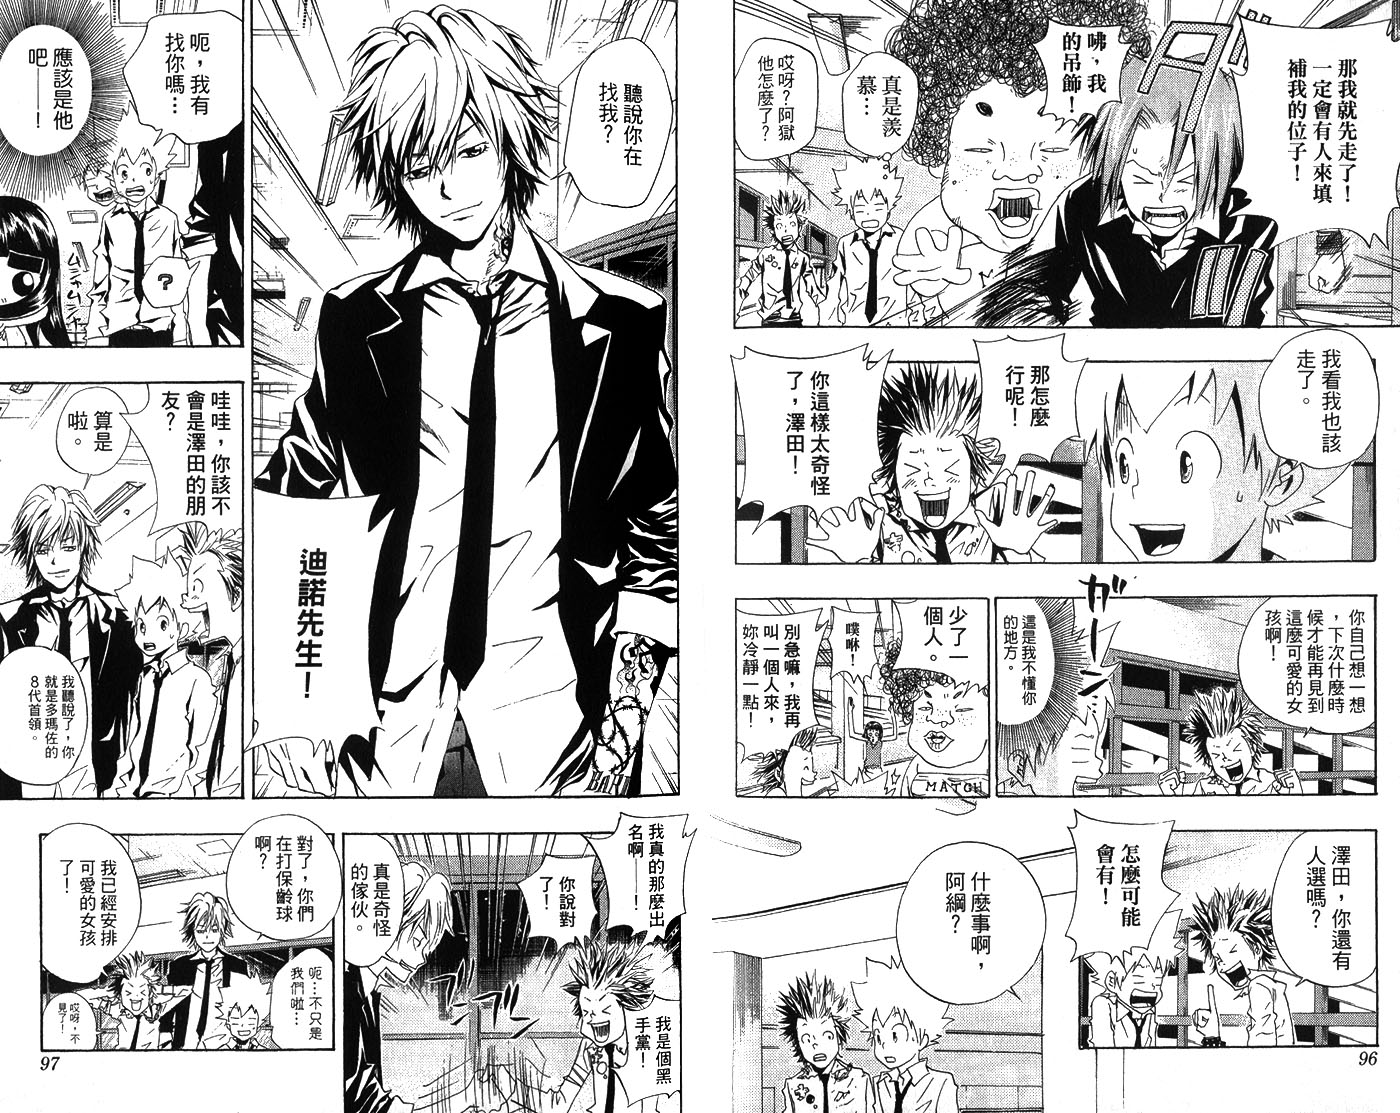 那我就先走了！
一定會有人來填
補我的位子！
咈，我
的吊飾！
真是羨
慕…
哎呀？阿獄
他怎麼了？
我看我也該
走了。
那怎麼
行呢！
你這樣太奇怪
了，澤田！
你自己想一想
，下次什麼時
候才能再見到
這麼可愛的女
孩啊！
ガーン
這是我不懂你
的地方。
少了一
個人。
噗咻！
別急嘛，我再
叫一個人來，
妳冷靜一點！
MATCH
澤田，你還有
人選嗎？
怎麼可能
會有！
什麼事啊，
阿綱？
96
聽說你在
找我？
迪諾先生！
呃，我有
找你嗎…
應該是他
吧——！
？
ムシャムシャ
哇哇，你該不
會是澤田的朋
友？
算是
啦。
我聽說了，你
就是多瑪佐的
8代首領。
我真的那麼出
名啊——！
你說對
了！
我是個黑
手黨！
真是奇怪
的傢伙。
對了，你們
在打保齡球
啊？
我已經安排
可愛的女孩
了！
呃…不只是
我們啦…
哎呀，不
見了！
97